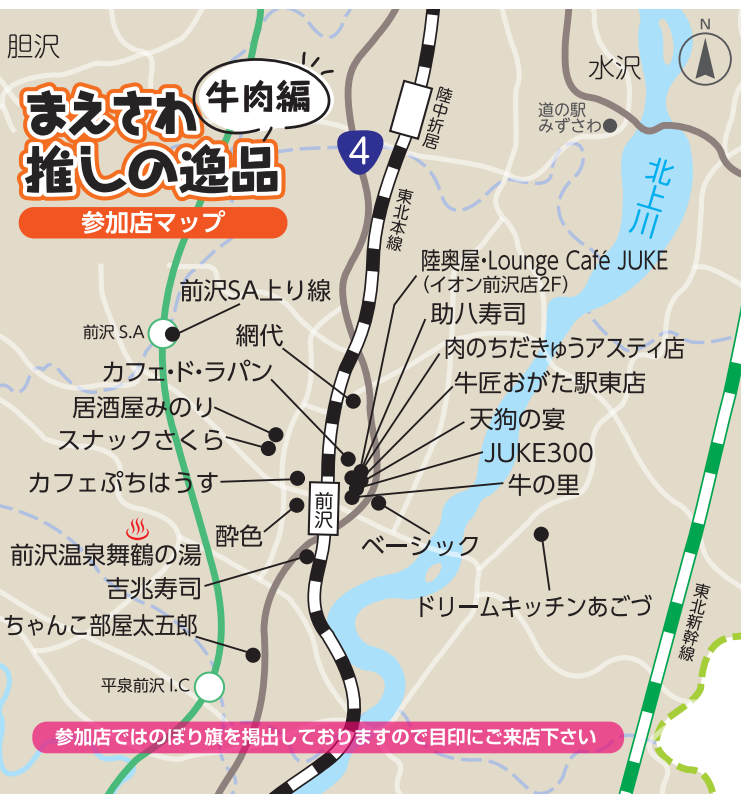 胆沢
まえさわ
牛肉編
推しの逸品
参加店マップ
N
水沢
道の駅
みずさわ
北上川
陸中折居
4
東北本線
陸奥屋・Lounge Café JUKE
(イオン前沢店2F)
前沢SA上り線
助八寿司
前沢 S.A
網代
肉のちだきゅうアスティ店
カフェ・ド・ラパン
牛匠おがた駅東店
居酒屋みのり
天狗の宴
スナックさくら
JUKE300
カフェぷちはうす
牛の里
前沢
酔色
ベーシック
前沢温泉舞鶴の湯
吉兆寿司
ドリームキッチンあごづ
ちゃんこ部屋太五郎
東北新幹線
平泉前沢 I.C
参加店ではのぼり旗を掲出しておりますので目印にご来店下さい